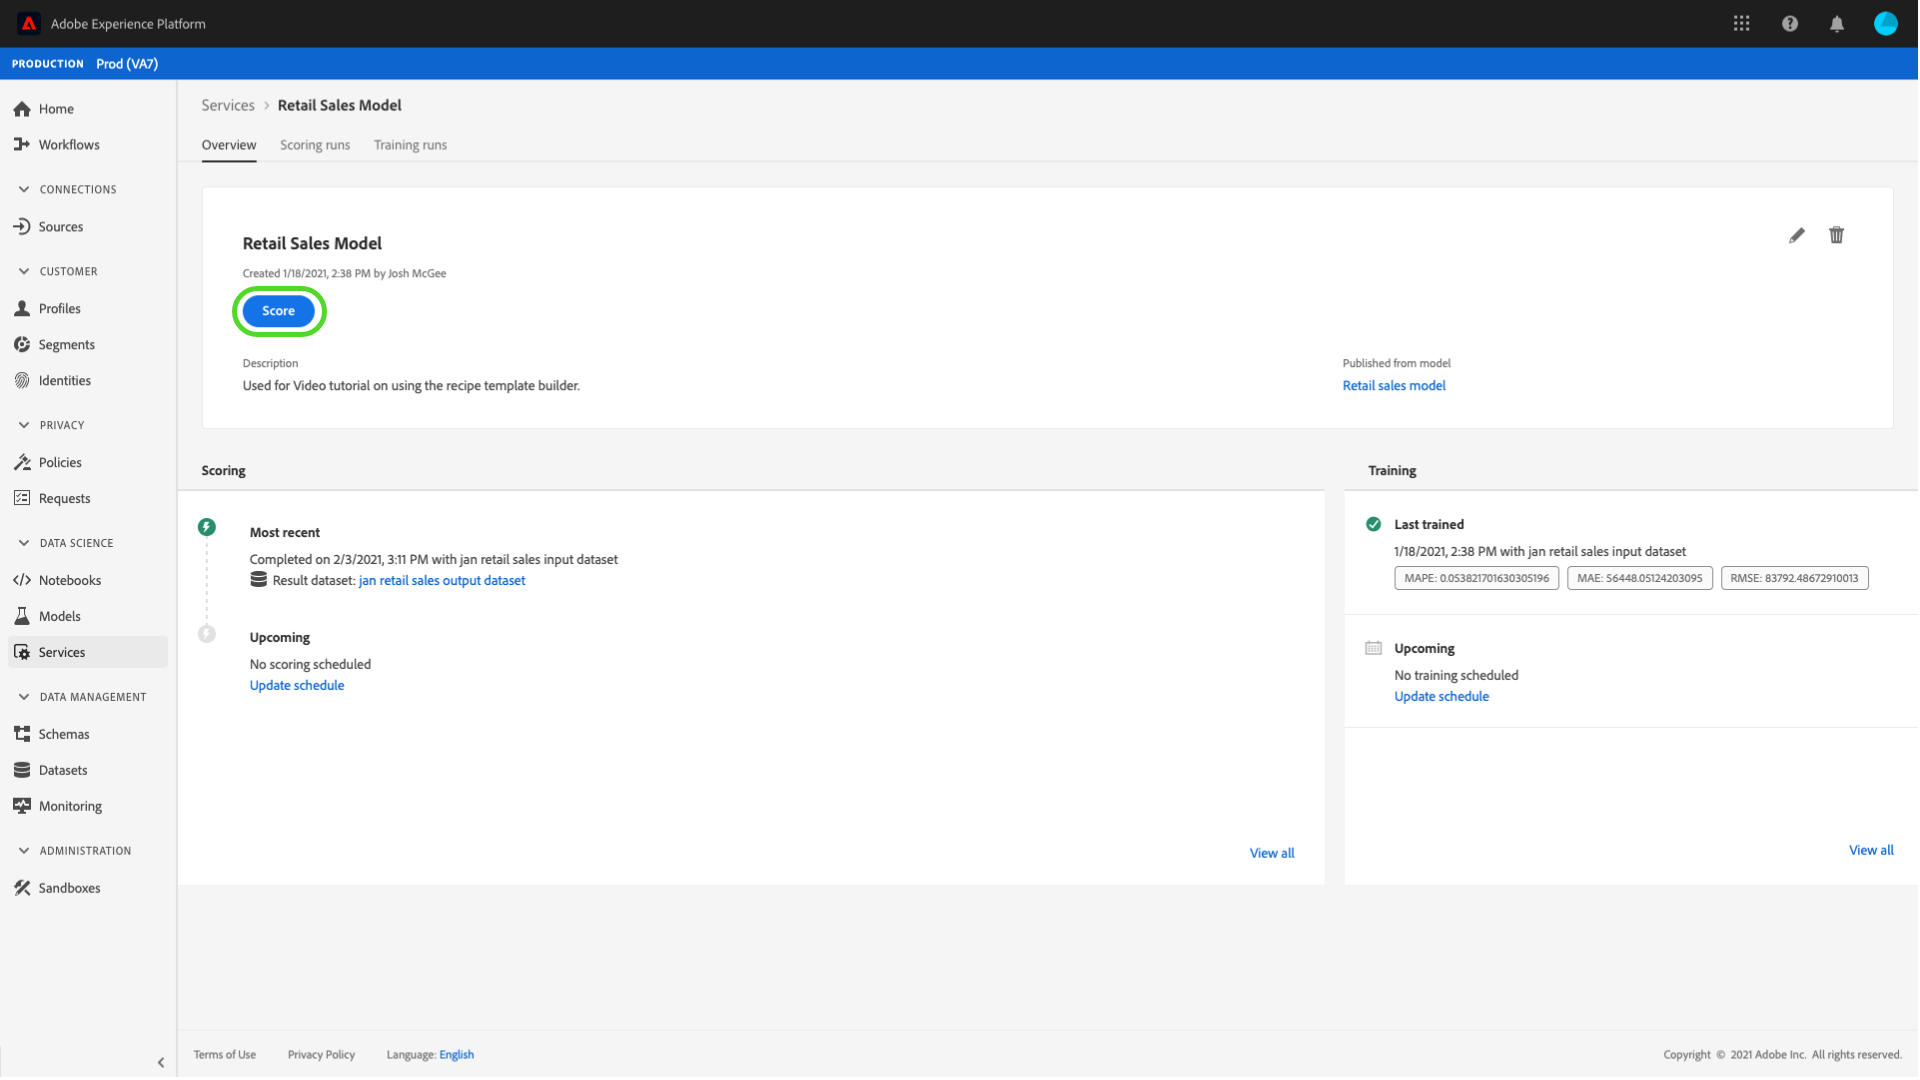 Adobe Experience Platform
PRODUCTION Prod (VA7)
Home
Workflows
CONNECTIONS
Sources
CUSTOMER
Profiles
Segments
Identities
PRIVACY
Policies
Requests
DATA SCIENCE
Notebooks
Models
Services
DATA MANAGEMENT
Schemas
Datasets
Monitoring
ADMINISTRATION
Sandboxes
Services > Retail Sales Model
Overview Scoring runs Training runs
Retail Sales Model
Created 1/18/2021, 2:38 PM by Josh McGee
Score
Description
Used for Video tutorial on using the recipe template builder.
Published from model
Retail sales model
Scoring
Most recent
Completed on 2/3/2021, 3:11 PM with jan retail sales input dataset
Result dataset: jan retail sales output dataset
Upcoming
No scoring scheduled
Update schedule
View all
Training
Last trained
1/18/2021, 2:38 PM with jan retail sales input dataset
MAPE: 0.053821701630305196 MAE: 56448.05124203095 RMSE: 83792.48672910013
Upcoming
No training scheduled
Update schedule
View all
Terms of Use Privacy Policy Language: English
Copyright © 2021 Adobe Inc. All rights reserved.